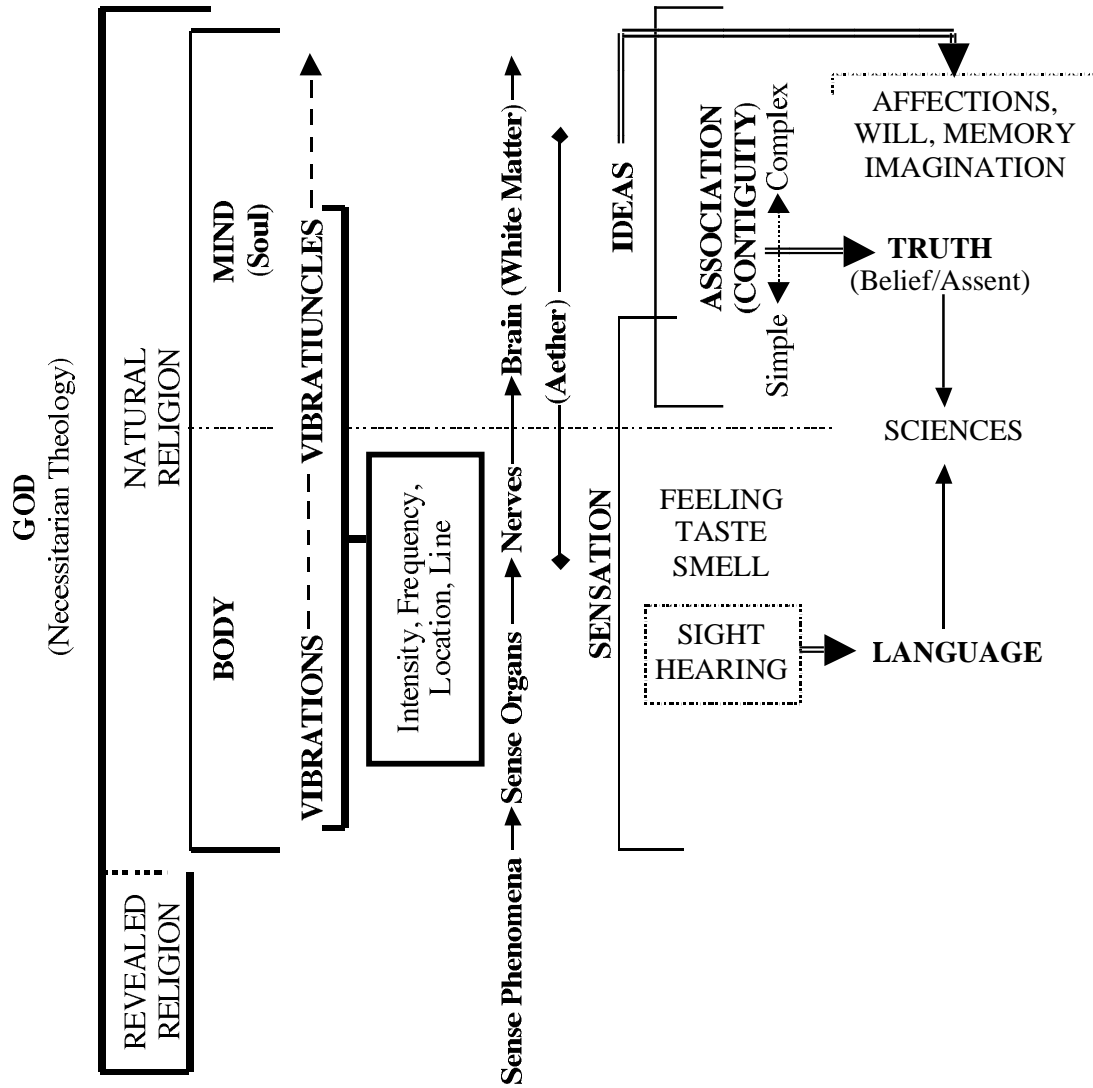 GOD
(Necessitarian Theology)
REVEALED
RELIGION
NATURAL
RELIGION
BODY
MIND
(Soul)
VIBRATIONS
VIBRATIUNCLES
Intensity, Frequency,
Location, Line
Sense Phenomena
Sense Organs
Nerves
Brain (White Matter)
(Aether)
SENSATION
IDEAS
FEELING
TASTE
SMELL
SIGHT
HEARING
LANGUAGE
ASSOCIATION
(CONTIGUITY)
Simple
Complex
AFFECTIONS,
WILL, MEMORY
IMAGINATION
TRUTH
(Belief/Assent)
SCIENCES